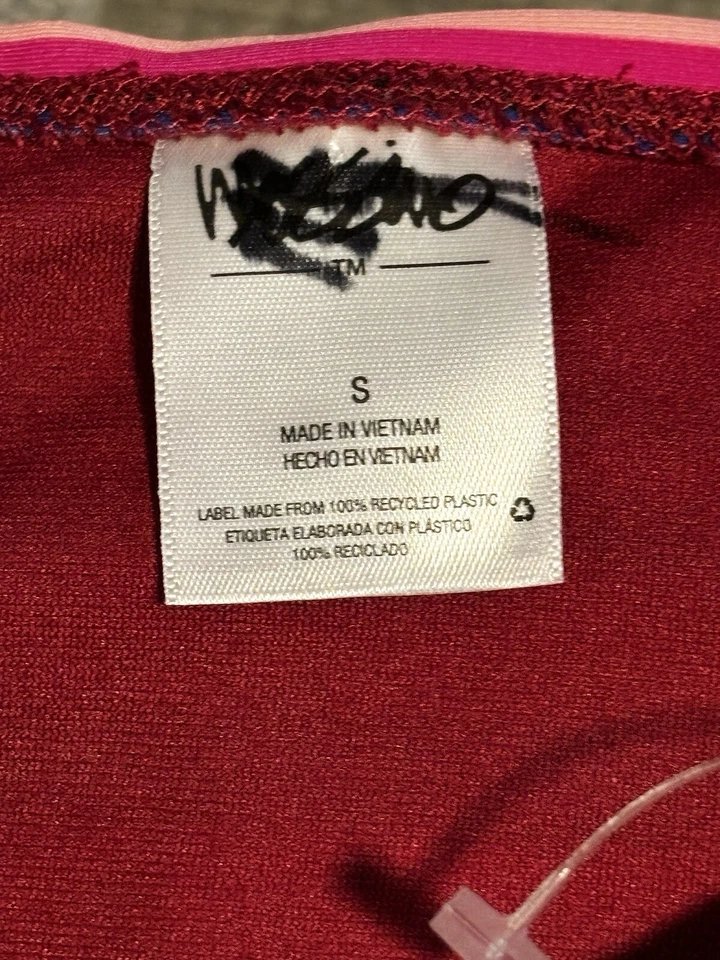 Mossimo
TM
S
MADE IN VIETNAM
HECHO EN VIETNAM
LABEL MADE FROM 100% RECYCLED PLASTIC
ETIQUETA ELABORADA CON PLÁSTICO
100% RECICLADO